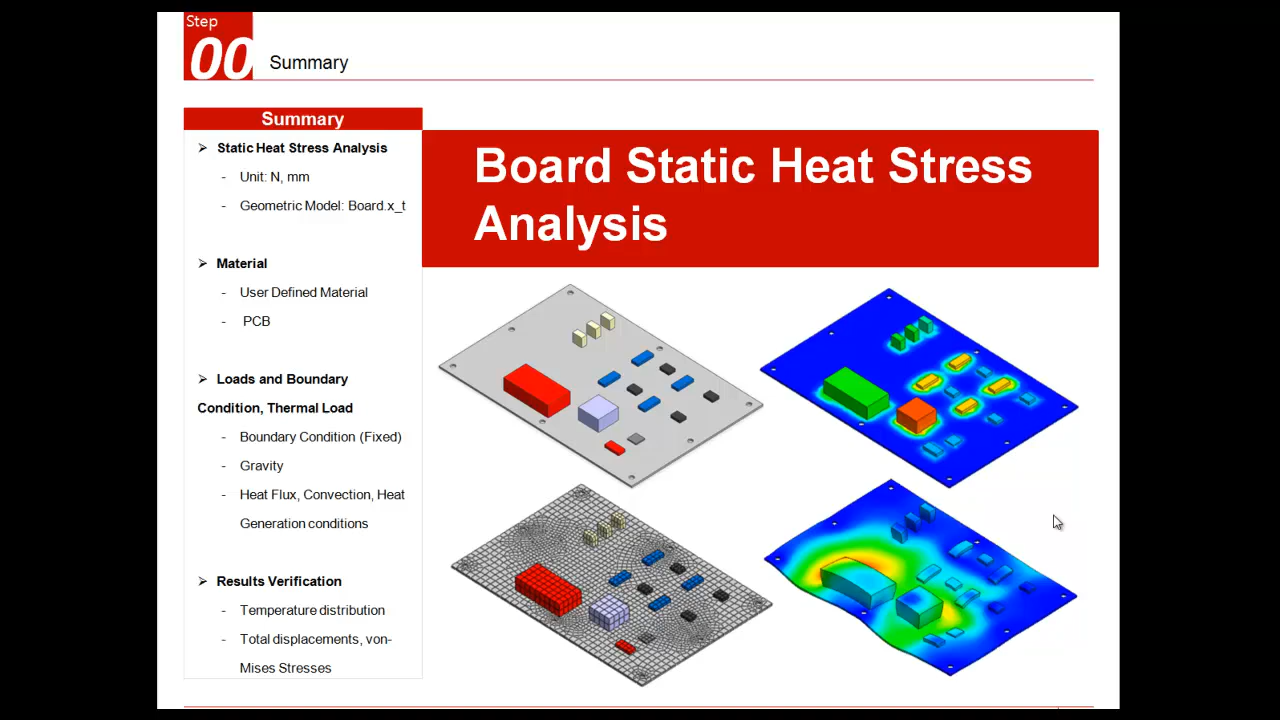 Step
00
Summary
Summary
➢ Static Heat Stress Analysis
- Unit: N, mm
- Geometric Model: Board.x_t
➢ Material
- User Defined Material
- PCB
➢ Loads and Boundary
Condition, Thermal Load
- Boundary Condition (Fixed)
- Gravity
- Heat Flux, Convection, Heat
Generation conditions
➢ Results Verification
- Temperature distribution
- Total displacements, von-
Mises Stresses
Board Static Heat Stress
Analysis